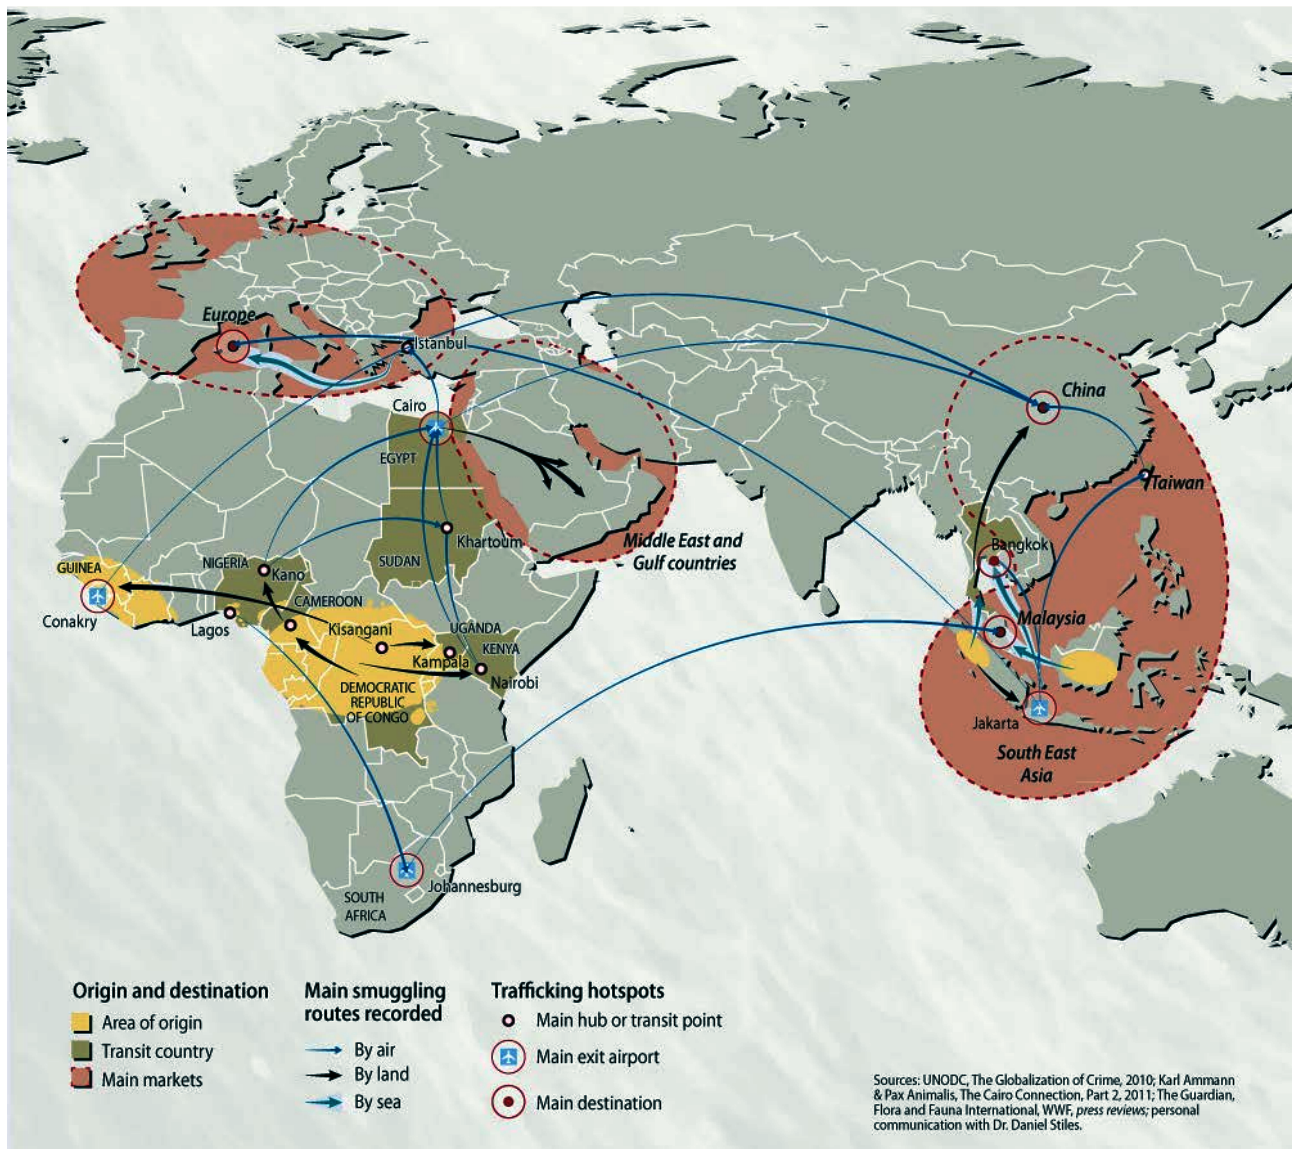 Europe
Istanbul
China
Cairo
EGYPT
Taiwan
Khartoum
Middle East and
Gulf countries
Bangkok
NIGERIA
SUDAN
GUINEA
Kano
CAMEROON
Conakry
Lagos
Kisangani
UGANDA
Malaysia
KENYA
Kampala
Nairobi
DEMOCRATIC
REPUBLIC
OF CONGO
Jakarta
South East
Asia
Johannesburg
SOUTH
AFRICA
Origin and destination
Area of origin
Transit country
Main markets
Main smuggling
routes recorded
By air
By land
By sea
Trafficking hotspots
Main hub or transit point
Main exit airport
Main destination
Sources: UNODC, The Globalization of Crime, 2010; Karl Ammann
& Pax Animalis, The Cairo Connection, Part 2, 2011; The Guardian,
Flora and Fauna International, WWF, press reviews; personal
communication with Dr. Daniel Stiles.